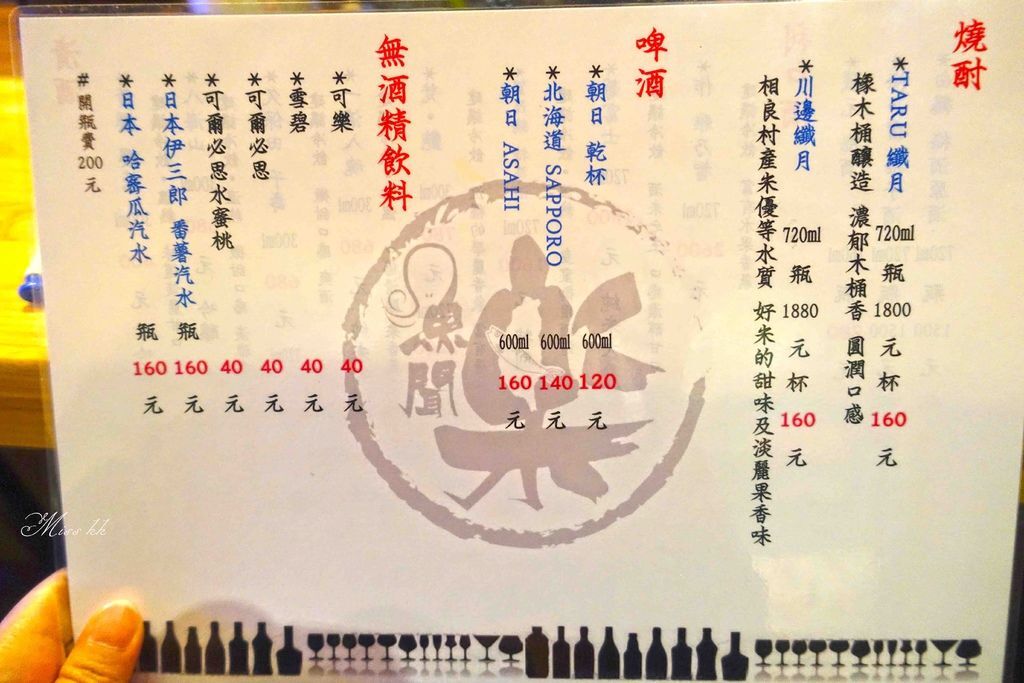 燒酎
*TARU 纖月 720ml 瓶 1800 元 杯 160 元
橡木桶釀造 濃郁木桶香 圓潤口感
*川邊纖月 720ml 瓶 1880 元 杯 160 元
相良村產朱優等水質 好朱的甜味及淡麗果香味
啤酒
*朝日 乾杯 600ml 120 元
*北海道 SAPPORO 600ml 140 元
*朝日 ASAHI 600ml 160 元
無酒精飲料
*可樂 40 元
*雪碧 40 元
*可爾必思 40 元
*可爾必思水蜜桃 40 元
*日本伊三郎 番薯汽水 瓶 160 元
*日本 哈審瓜汽水 瓶 160 元
# 開瓶費 200 元
Miss kk